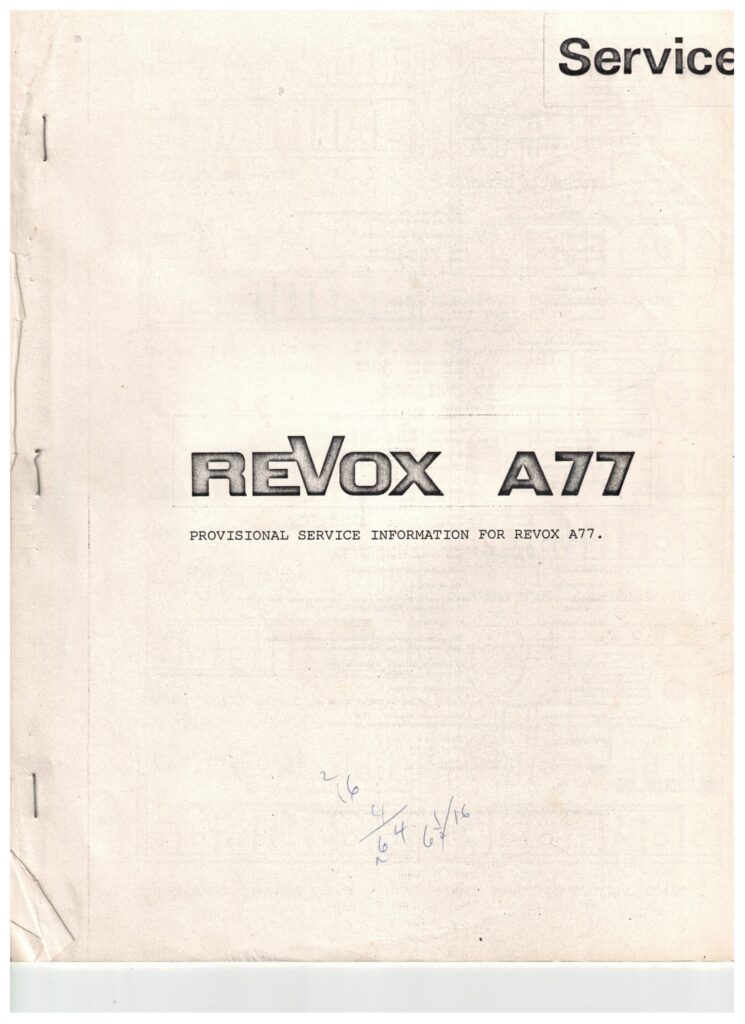 Service
REVOX A77
PROVISIONAL SERVICE INFORMATION FOR REVOX A77.